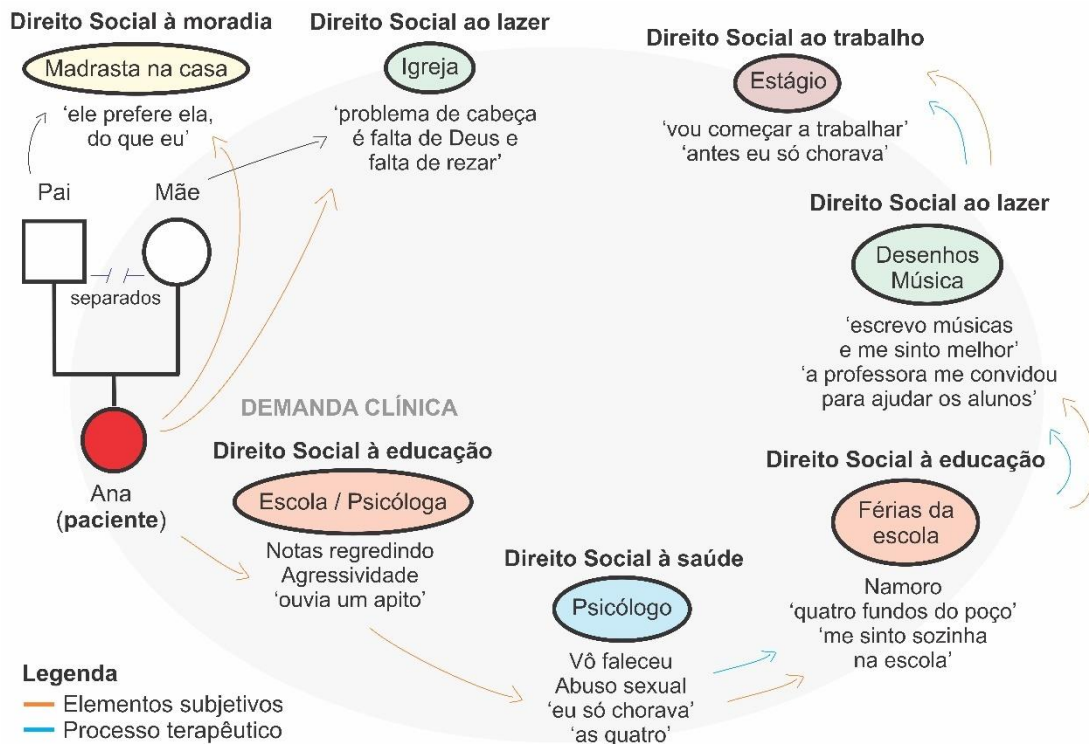 Direito Social à moradia
Madrasta na casa
'ele prefere ela,
do que eu'
Direito Social ao lazer
Igreja
'problema de cabeça
é falta de Deus e
falta de rezar'
Direito Social ao trabalho
Estágio
'vou começar a trabalhar'
'antes eu só chorava'
Pai
Mãe
separados
Direito Social ao lazer
Desenhos
Música
'escrevo músicas
e me sinto melhor'
'a professora me convidou
para ajudar os alunos'
Ana
(paciente)
DEMANDA CLÍNICA
Direito Social à educação
Escola / Psicóloga
Notas regredindo
Agressividade
'ouvia um apito'
Direito Social à saúde
Psicólogo
Vô faleceu
Abuso sexual
'eu só chorava'
'as quatro'
Direito Social à educação
Férias da
escola
Namoro
'quatro fundos do poço'
'me sinto sozinha
na escola'
Legenda
Elementos subjetivos
Processo terapêutico